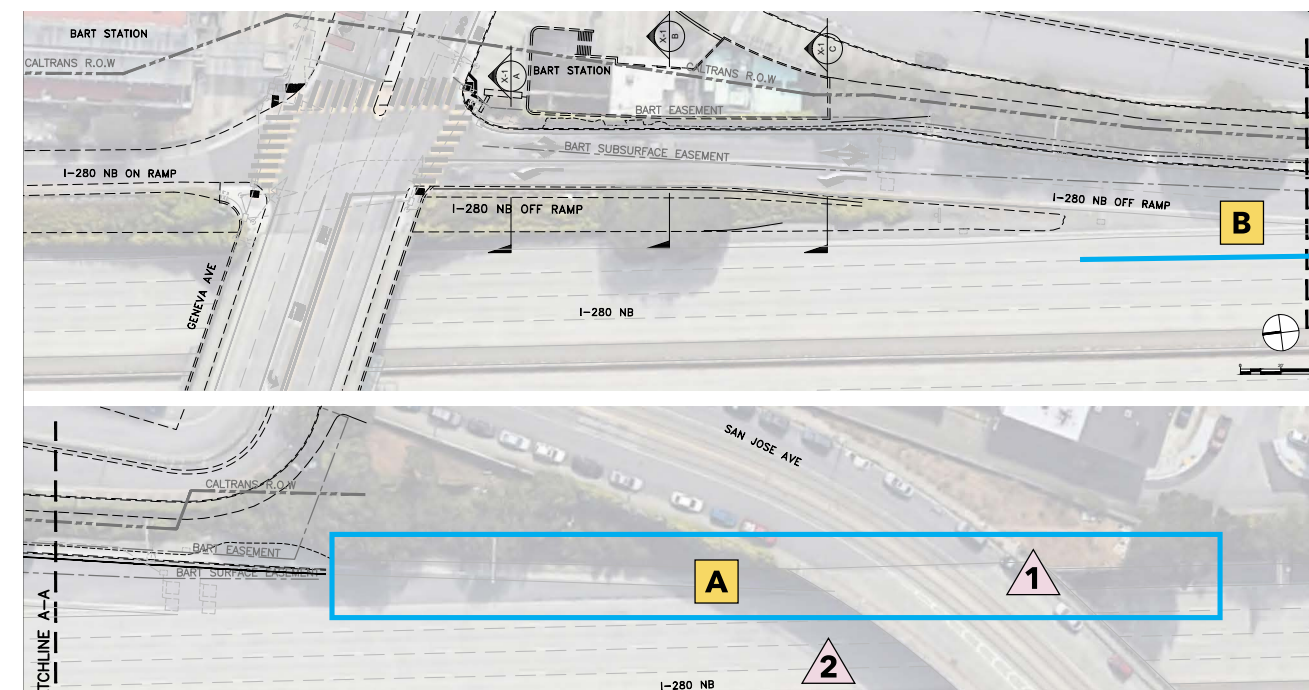 BART STATION
CALTRANS R.O.W
X-1
A
BART STATION
X-1
B
X-1
C
CALTRANS R.O.W
BART EASEMENT
BART SUBSURFACE EASEMENT
I-280 NB ON RAMP
I-280 NB OFF RAMP
I-280 NB OFF RAMP
B
GENEVA AVE
I-280 NB
SAN JOSE AVE
CALTRANS R.O.W
BART EASEMENT
BART SURFACE EASEMENT
A
1
TCHLINE A-A
2
I-280 NB